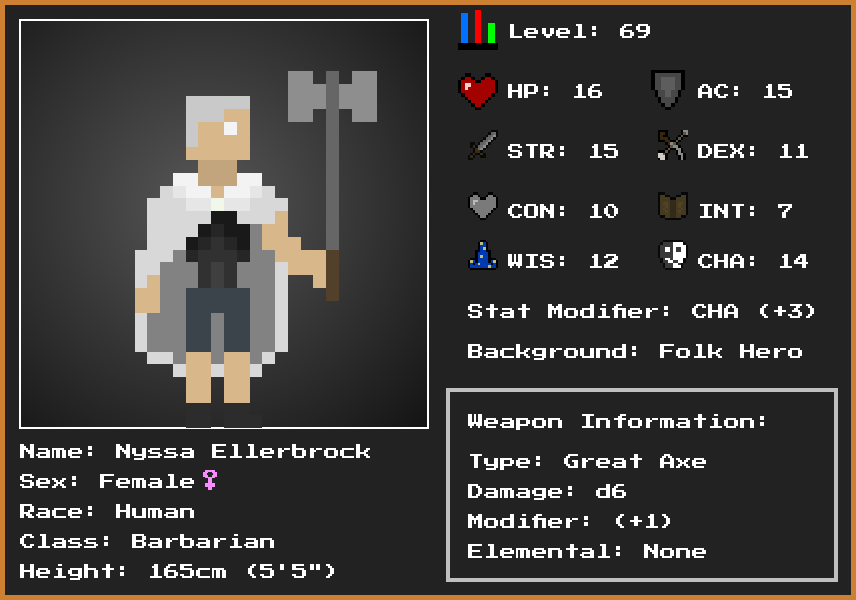 Level: 69
HP: 16 AC: 15
STR: 15 DEX: 11
CON: 10 INT: 7
WIS: 12 CHA: 14
Stat Modifier: CHA (+3)
Background: Folk Hero
Weapon Information:
Type: Great Axe
Damage: d6
Modifier: (+1)
Elemental: None
Name: Nyssa Ellerbrock
Sex: Female♀
Race: Human
Class: Barbarian
Height: 165cm (5'5")